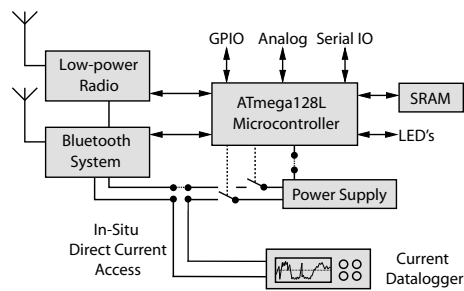 GPIO Analog Serial IO
Low-power
Radio
ATmega128L
Microcontroller
SRAM
LED's
Bluetooth
System
Power Supply
In-Situ
Direct Current
Access
Current
Datalogger